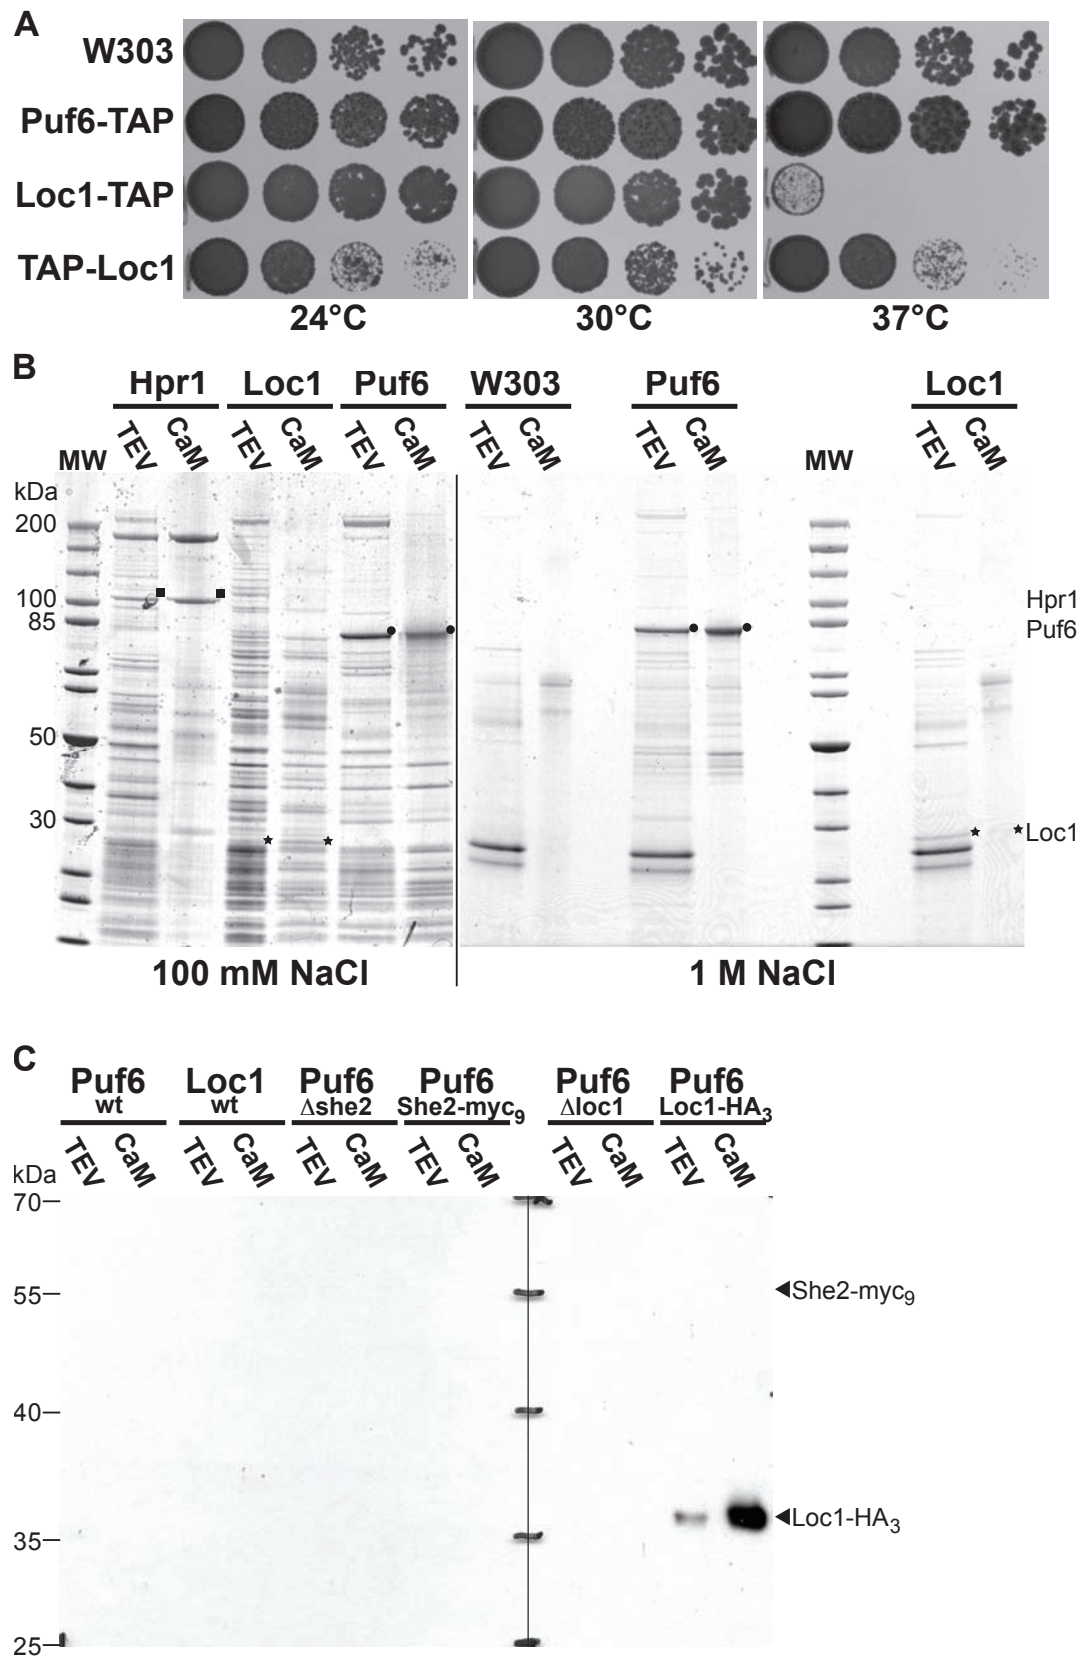 A
W303
Puf6-TAP
Loc1-TAP
TAP-Loc1
24°C 30°C 37°C
B
Hpr1 Loc1 Puf6 W303 Puf6 Loc1
MW TEV CaM TEV CaM TEV CaM TEV CaM TEV CaM MW TEV CaM
kDa
200
100
85
50
30
Hpr1
Puf6
Loc1
100 mM NaCl 1 M NaCl
C
Puf6 Loc1 Puf6 Puf6 Puf6 Puf6
wt wt Δshe2 She2-myc9 Δloc1 Loc1-HA3
TEV CaM TEV CaM TEV CaM TEV CaM TEV CaM TEV CaM
kDa
70
55
She2-myc9
40
Loc1-HA3
35
25